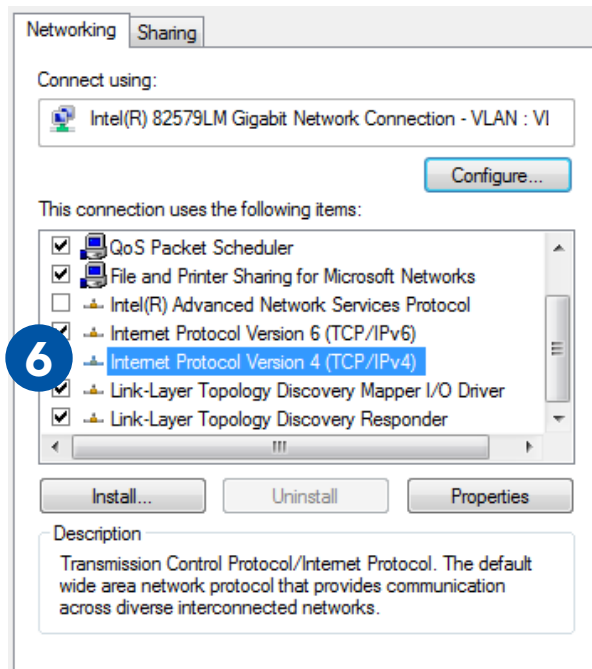 Networking
Sharing
Connect using:
Intel(R) 82579LM Gigabit Network Connection - VLAN : VI
Configure...
This connection uses the following items:
QoS Packet Scheduler
File and Printer Sharing for Microsoft Networks
Intel(R) Advanced Network Services Protocol
Internet Protocol Version 6 (TCP/IPv6)
6
Internet Protocol Version 4 (TCP/IPv4)
Link-Layer Topology Discovery Mapper I/O Driver
Link-Layer Topology Discovery Responder
Install...
Uninstall
Properties
Description
Transmission Control Protocol/Internet Protocol. The default
wide area network protocol that provides communication
across diverse interconnected networks.